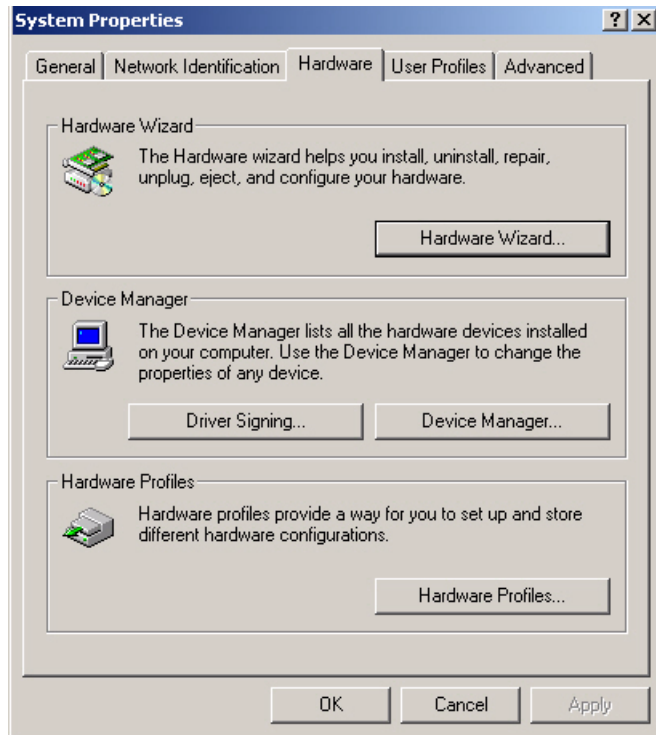 System Properties
General
Network Identification
Hardware
User Profiles
Advanced
Hardware Wizard
The Hardware wizard helps you install, uninstall, repair,
unplug, eject, and configure your hardware.
Hardware Wizard...
Device Manager
The Device Manager lists all the hardware devices installed
on your computer. Use the Device Manager to change the
properties of any device.
Driver Signing...
Device Manager...
Hardware Profiles
Hardware profiles provide a way for you to set up and store
different hardware configurations.
Hardware Profiles...
OK
Cancel
Apply